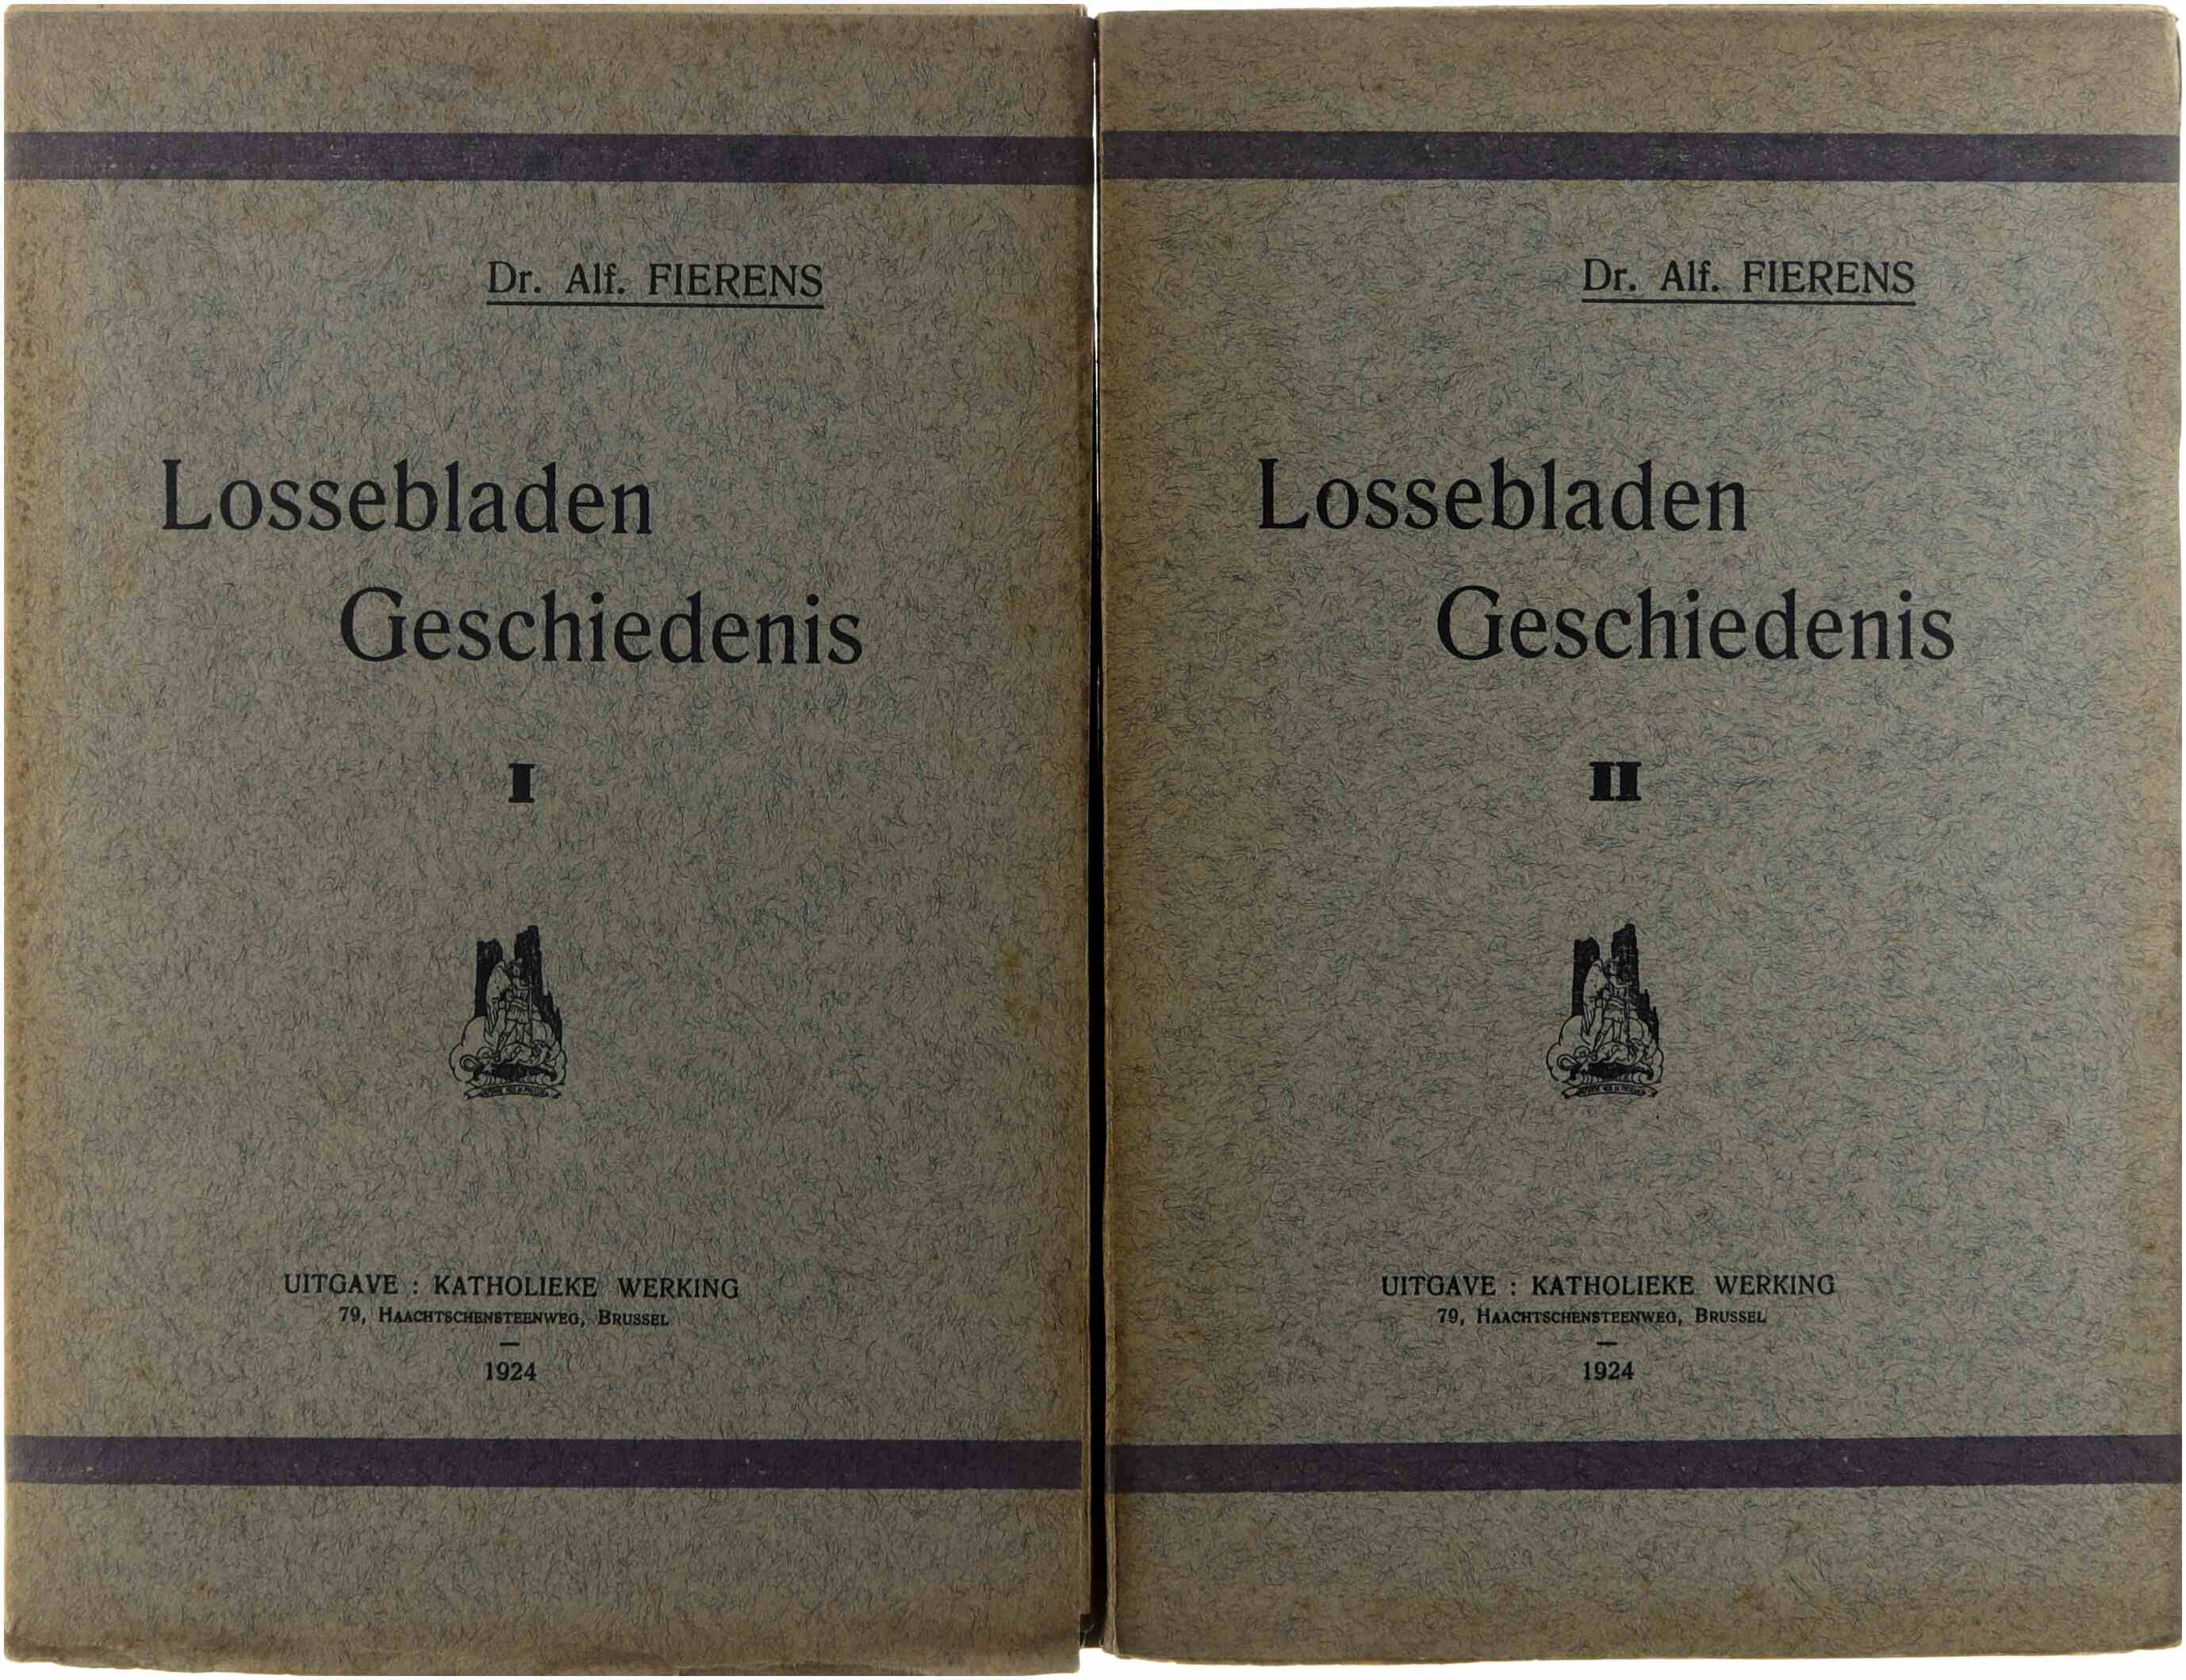 Dr. Alf. FIERENS
Lossebladen
Geschiedenis
I
UITGAVE : KATHOLIEKE WERKING
79, HAACHTSCHENSTEENWEG, BRUSSEL
1924
Dr. Alf. FIERENS
Lossebladen
Geschiedenis
II
UITGAVE : KATHOLIEKE WERKING
79, HAACHTSCHENSTEENWEG, BRUSSEL
1924